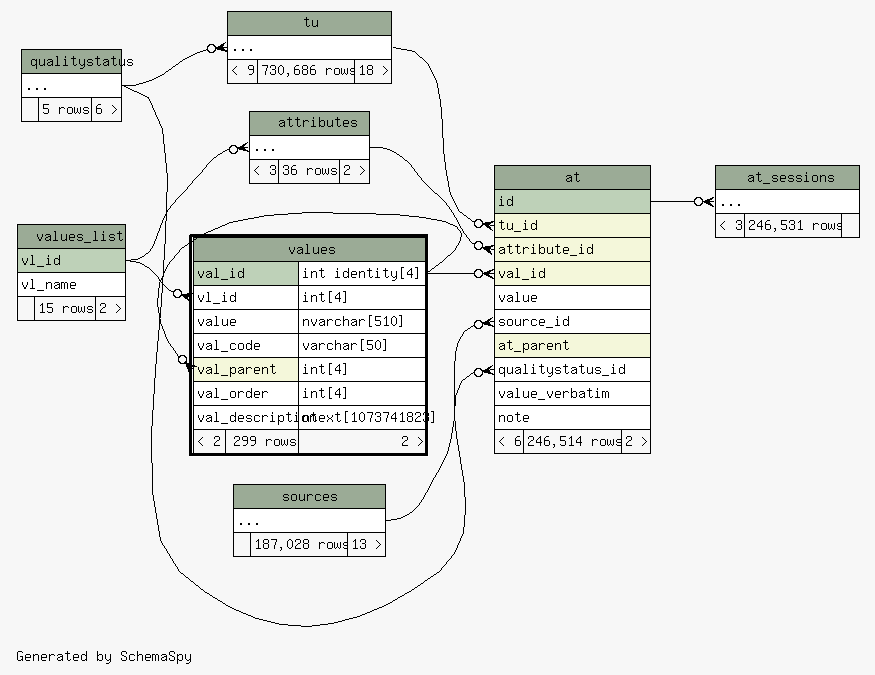 tu
...
< 9 730,686 rows 18 >
qualitystatus
...
5 rows 6 >
attributes
...
< 3 36 rows 2 >
values_list
vl_id
vl_name
15 rows 2 >
values
val_id int identity[4]
vl_id int[4]
value nvarchar[510]
val_code varchar[50]
val_parent int[4]
val_order int[4]
val_description ntext[1073741823]
< 2 299 rows 2 >
sources
...
187,028 rows 13 >
at
id
tu_id
attribute_id
val_id
value
source_id
at_parent
qualitystatus_id
value_verbatim
note
< 6 246,514 rows 2 >
at_sessions
...
< 3 246,531 rows
Generated by SchemaSpy